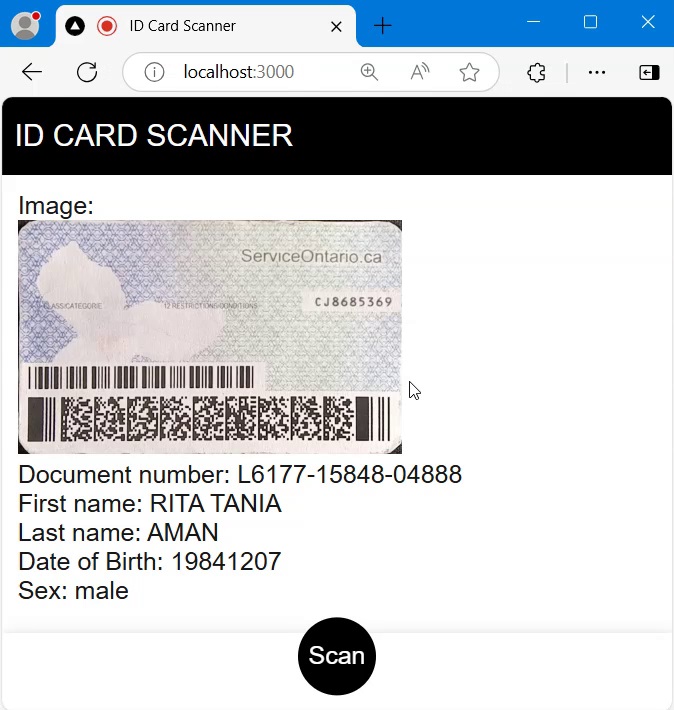 ID Card Scanner
localhost:3000
ID CARD SCANNER
Image:
ServiceOntario.ca
CJ8685369
CLASS/CATEGORIE
12 RESTRICTIONS/CONDITIONS
Document number: L6177-15848-04888
First name: RITA TANIA
Last name: AMAN
Date of Birth: 19841207
Sex: male
Scan